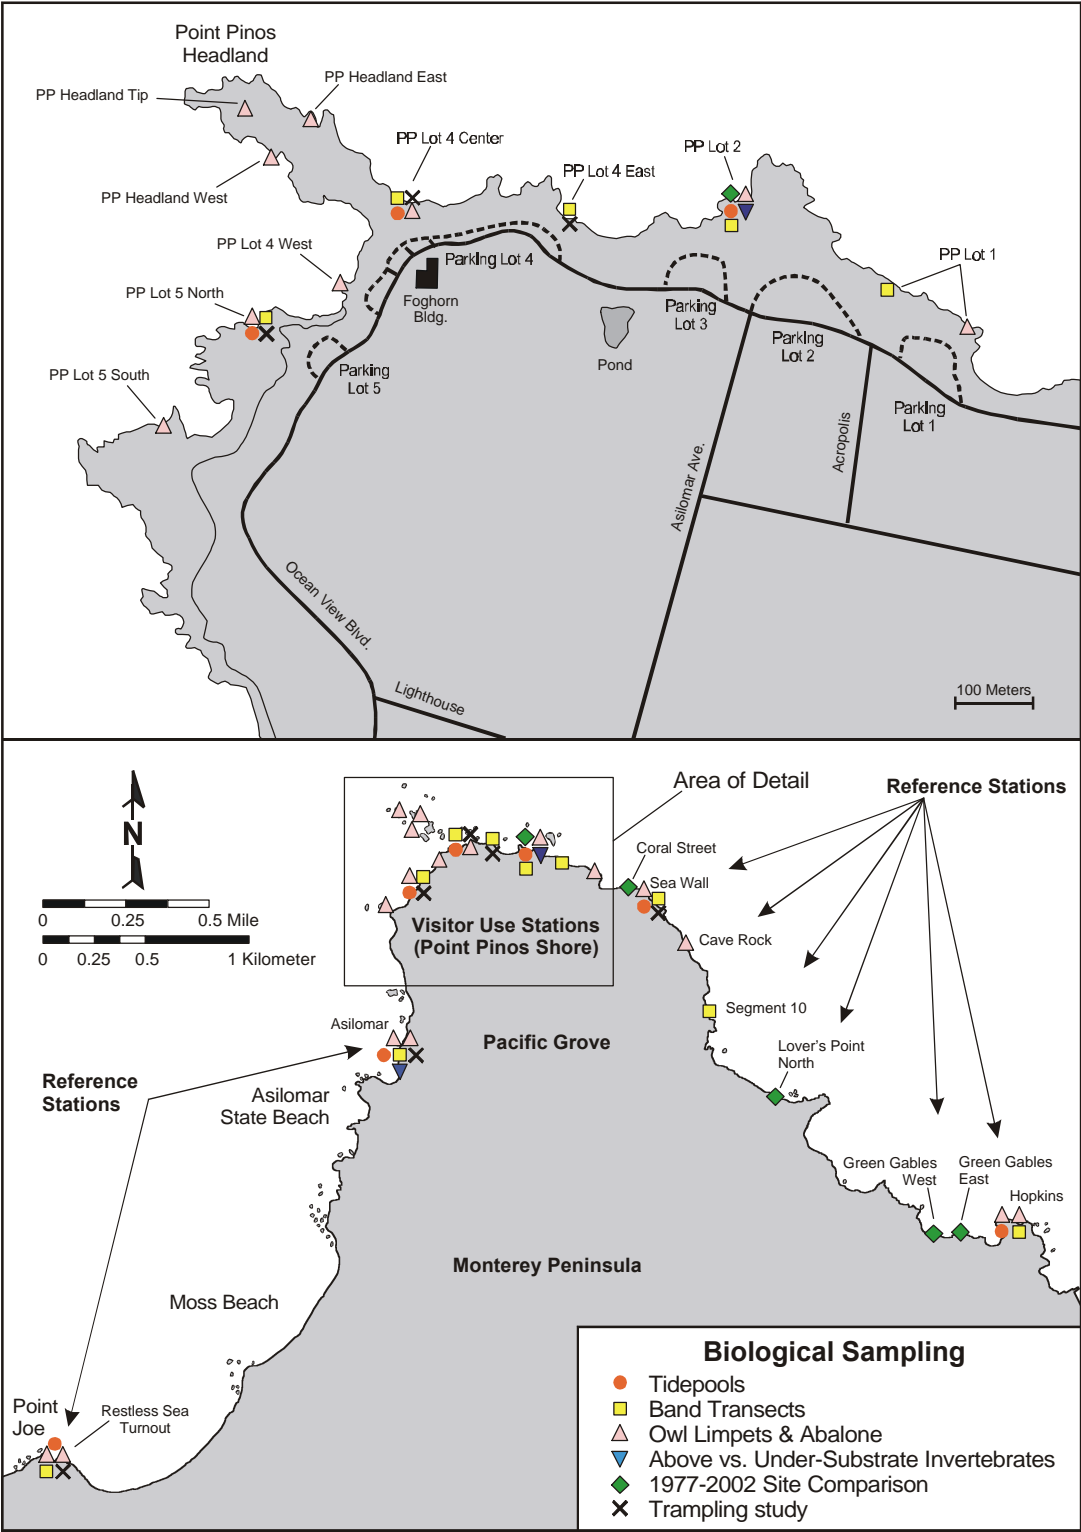 Point Pinos
Headland
PP Headland East
PP Headland Tip
PP Lot 4 Center
PP Lot 2
PP Lot 4 East
PP Headland West
PP Lot 4 West
PP Lot 1
Parking Lot 4
PP Lot 5 North
Foghorn
Bldg.
Parking
Lot 3
Pond
Parking
Lot 2
Parking
Lot 5
PP Lot 5 South
Parking
Lot 1
Acropolis
Asilomar Ave.
Ocean View Blvd.
Lighthouse
100 Meters
Area of Detail
Reference Stations
N
Coral Street
Sea Wall
0 0.25 0.5 Mile
Visitor Use Stations
(Point Pinos Shore)
Cave Rock
0 0.25 0.5 1 Kilometer
Segment 10
Asilomar
Pacific Grove
Lover's Point
North
Reference
Stations
Asilomar
State Beach
Green Gables
West
Green Gables
East
Hopkins
Monterey Peninsula
Moss Beach
Point
Joe
Restless Sea
Turnout
Biological Sampling
Tidepools
Band Transects
Owl Limpets & Abalone
Above vs. Under-Substrate Invertebrates
1977-2002 Site Comparison
Trampling study